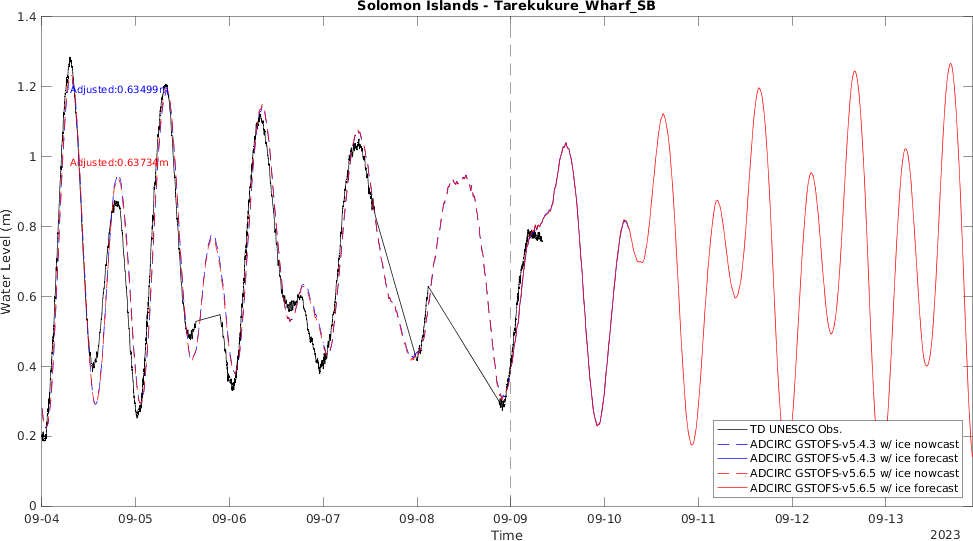 Solomon Islands - Tarekukure_Wharf_SB
1.4
1.2
1
0.8
0.6
0.4
0.2
0
Water Level (m)
Adjusted:0.63499m
Adjusted:0.63734m
TD UNESCO Obs.
ADCIRC GSTOFS-v5.4.3 w/ ice nowcast
ADCIRC GSTOFS-v5.4.3 w/ ice forecast
ADCIRC GSTOFS-v5.6.5 w/ ice nowcast
ADCIRC GSTOFS-v5.6.5 w/ ice forecast
09-04 09-05 09-06 09-07 09-08 09-09 09-10 09-11 09-12 09-13
Time
2023